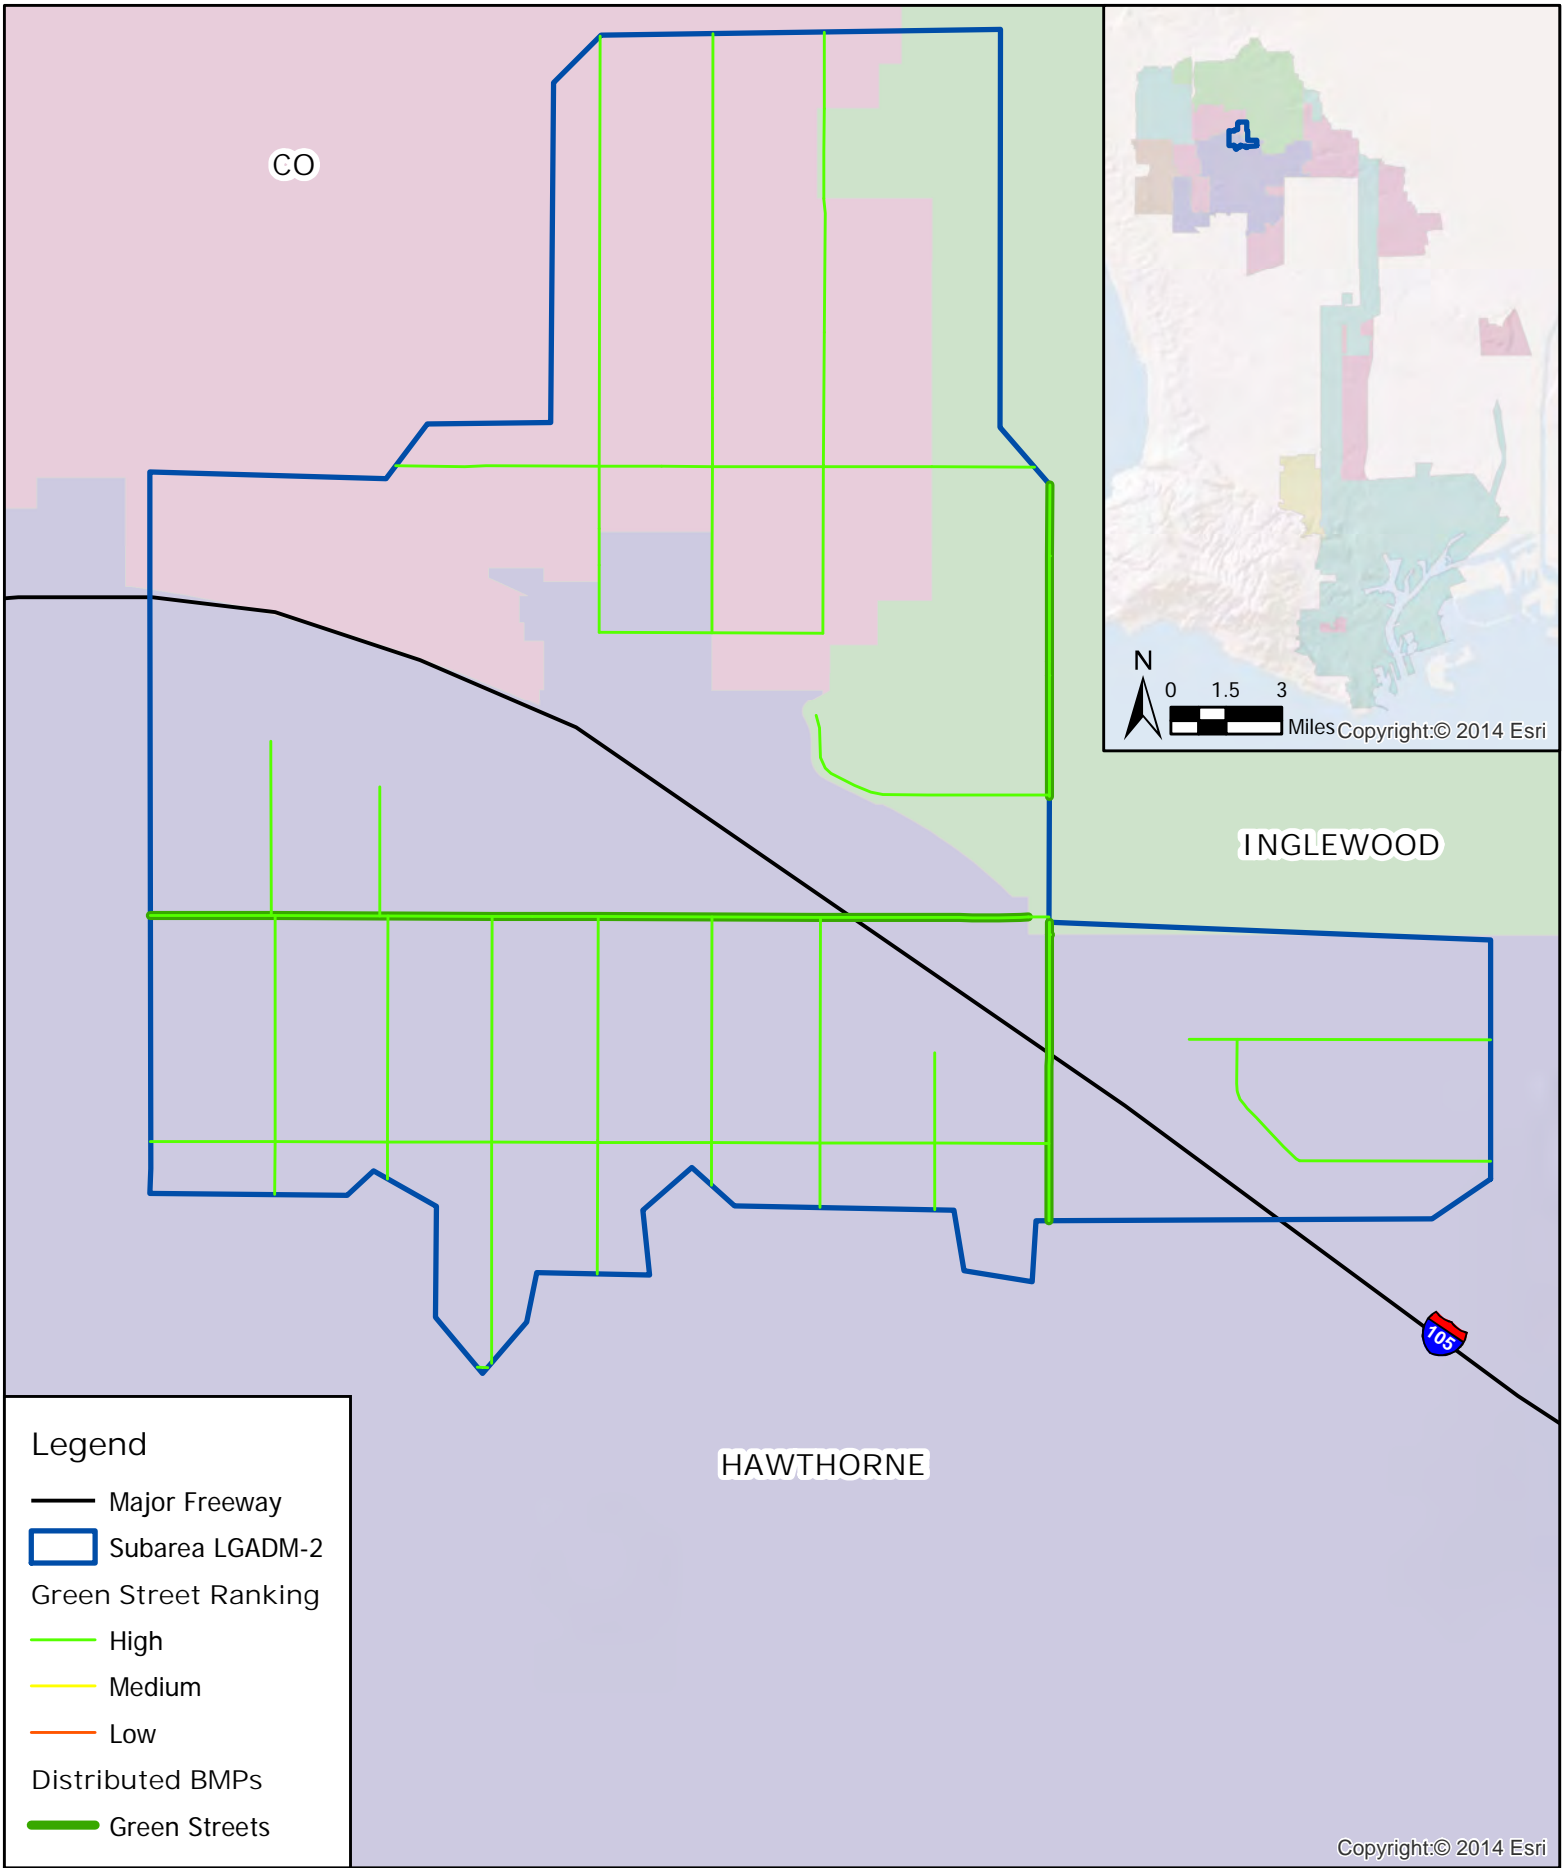 CO
N
0 1.5 3
Miles
Copyright:© 2014 Esri
INGLEWOOD
105
HAWTHORNE
Legend
Major Freeway
Subarea LGADM-2
Green Street Ranking
High
Medium
Low
Distributed BMPs
Green Streets
Copyright:© 2014 Esri